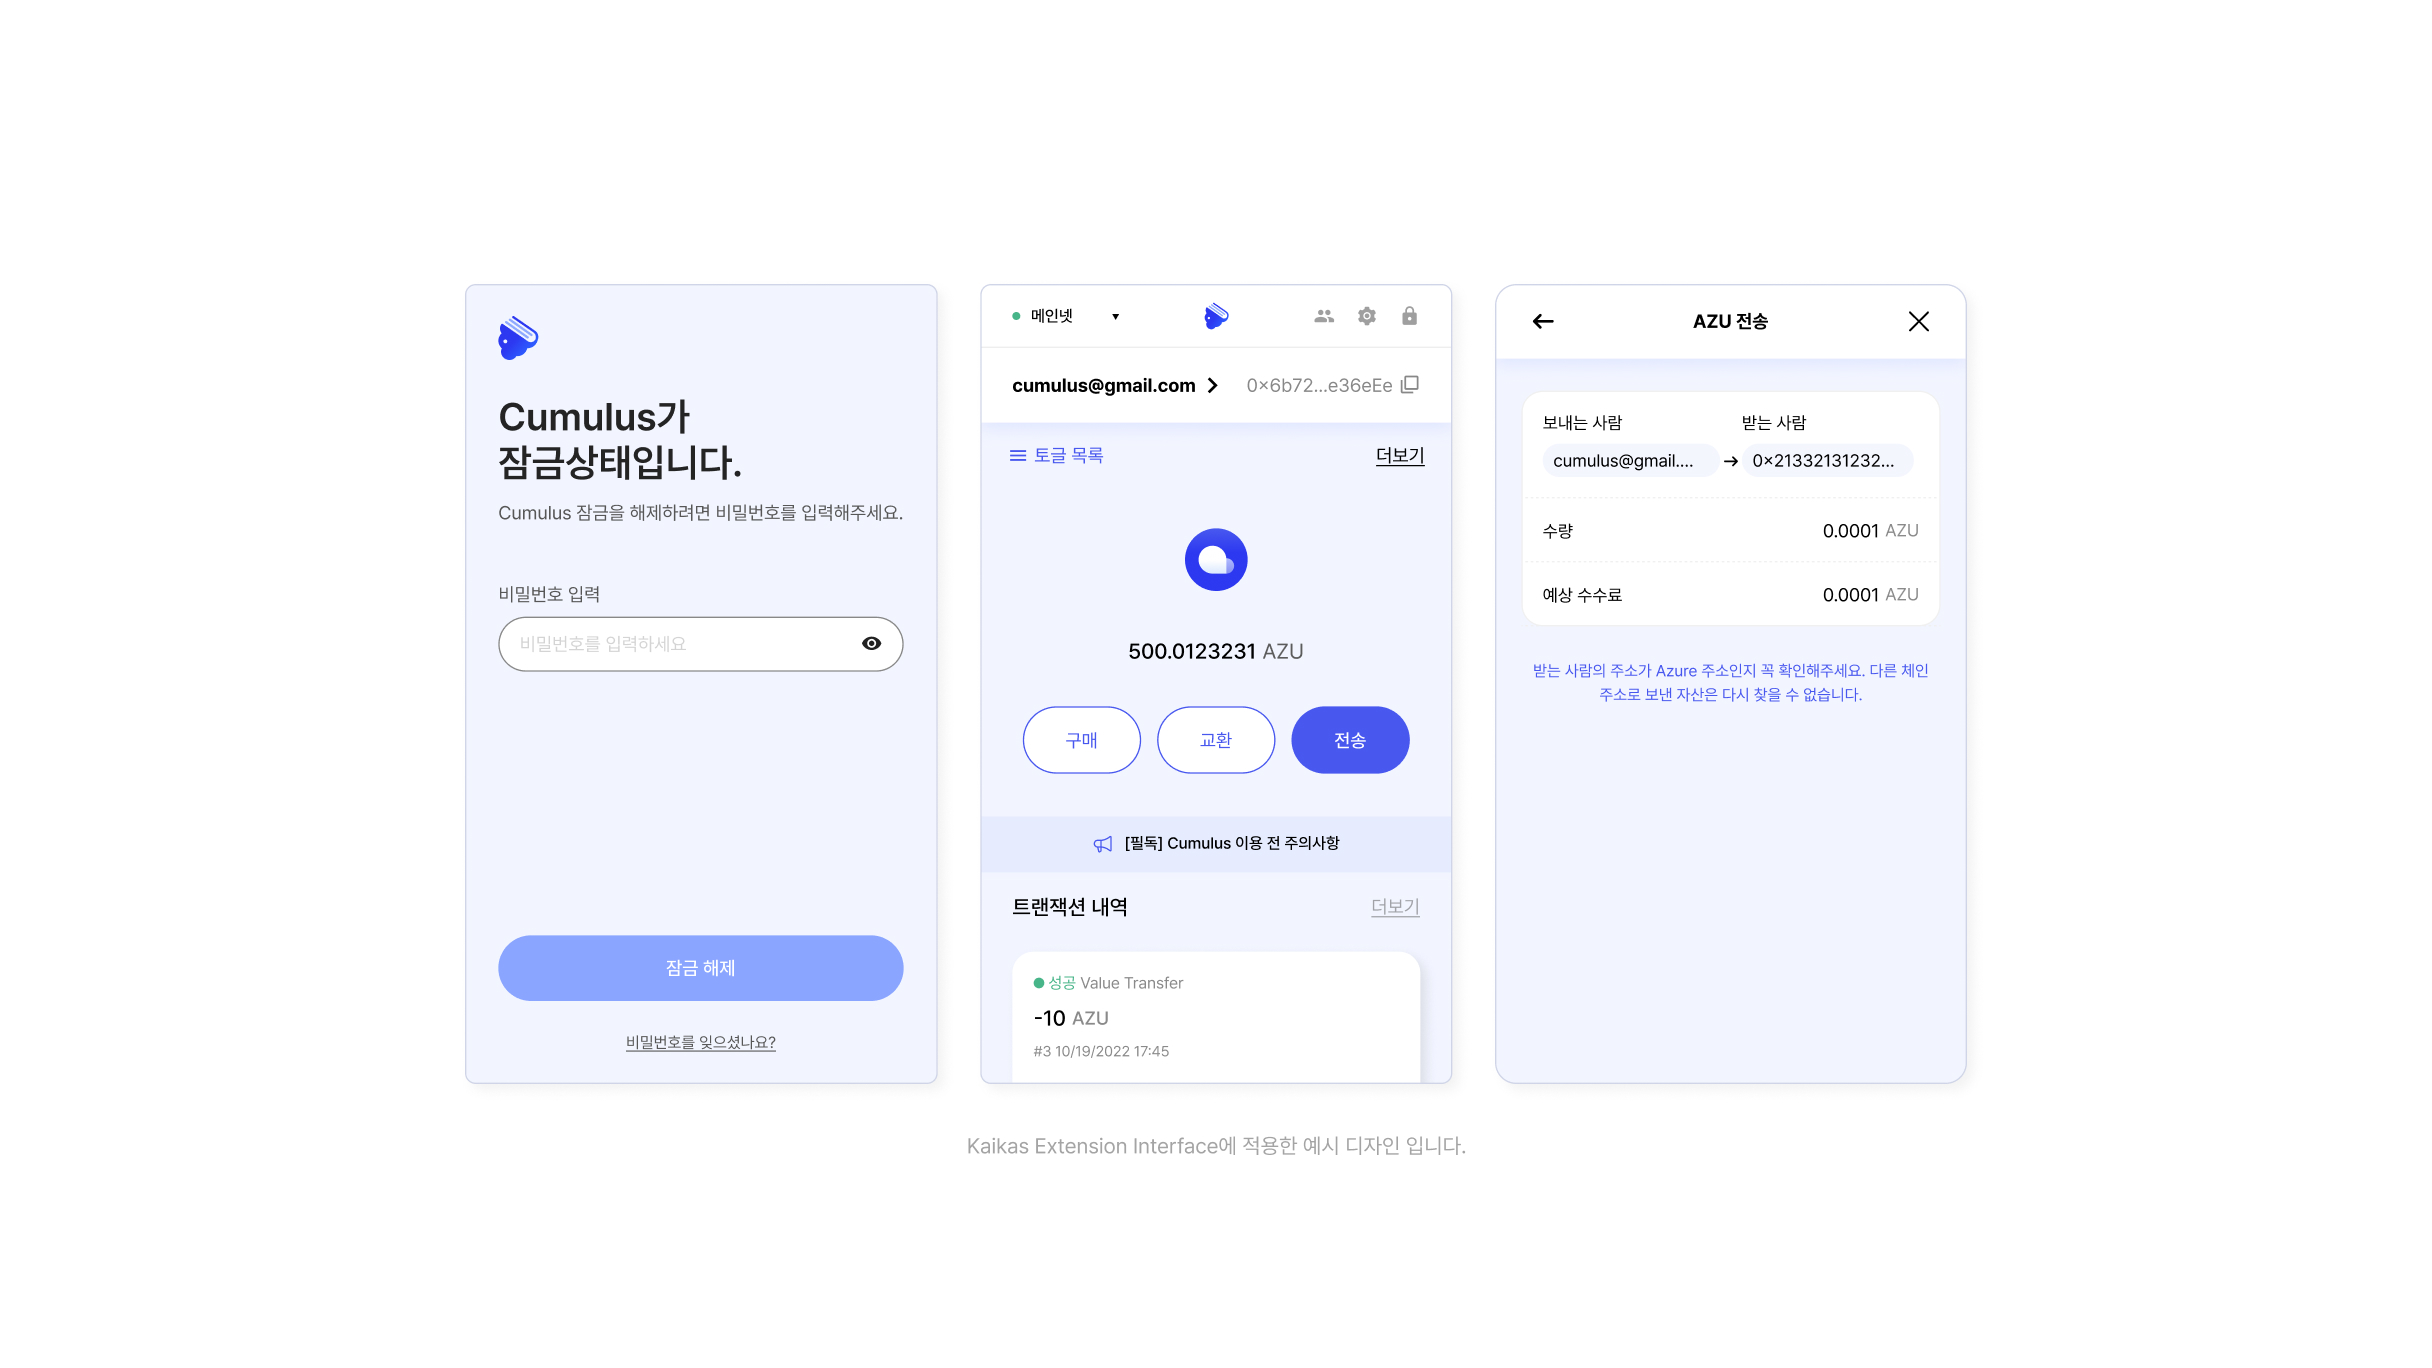 Cumulus가
잠금상태입니다.
Cumulus 잠금을 해제하려면 비밀번호를 입력해주세요.
비밀번호 입력
비밀번호를 입력하세요
잠금 해제
비밀번호를 잊으셨나요?
메인넷
cumulus@gmail.com
0×6b72...e36eEe
토글 목록
더보기
500.0123231 AZU
구매
교환
전송
[필독] Cumulus 이용 전 주의사항
트랜잭션 내역
더보기
성공 Value Transfer
-10 AZU
#3 10/19/2022 17:45
AZU 전송
보내는 사람
받는 사람
cumulus@gmail....
0×21332131232...
수량
0.0001 AZU
예상 수수료
0.0001 AZU
받는 사람의 주소가 Azure 주소인지 꼭 확인해주세요. 다른 체인
주소로 보낸 자산은 다시 찾을 수 없습니다.
Kaikas Extension Interface에 적용한 예시 디자인 입니다.